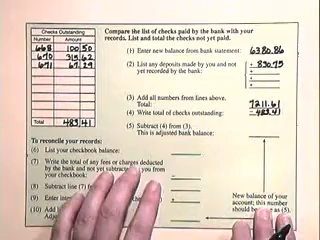 Checks Outstanding
Number Amount
668 100 50
670 315 62
671 67 29
Total 483.41
Compare the list of checks paid by the bank with your
records. List and total the checks not yet paid.
(1) Enter new balance from bank statement: 6380.86
(2) List any deposits made by you and not
yet recorded by the bank: + 830.75
+
+
+
(3) Add all numbers from lines above.
Total: 7211.61
(4) Write total of checks outstanding: - 483.41
(5) Subtract (4) from (3).
This is adjusted bank balance:
To reconcile your records:
(6) List your checkbook balance:
(7) Write the total of any fees or charges deducted
by the bank and not yet subtracted by you from
your checkbook: -
(8) Subtract line (7)
(9) Enter
(10) Add
New balance of your
account; this number
should be as (5).